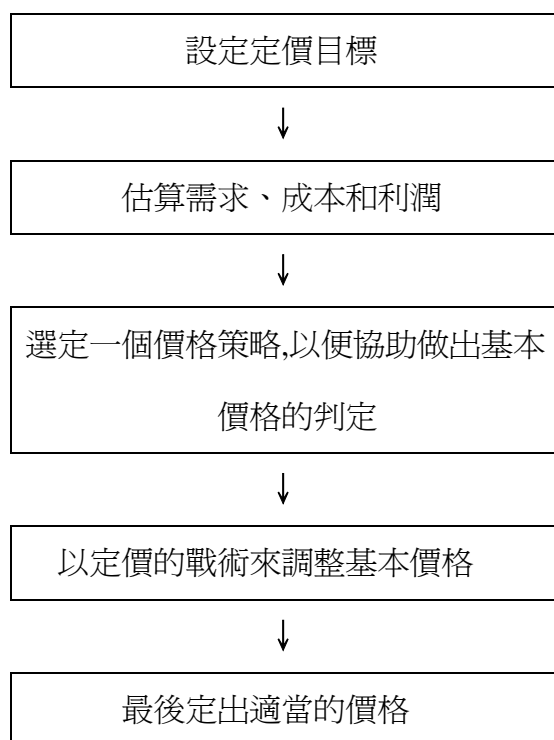 設定定價目標
↓
估算需求、成本和利潤
↓
選定一個價格策略,以便協助做出基本
價格的判定
↓
以定價的戰術來調整基本價格
↓
最後定出適當的價格